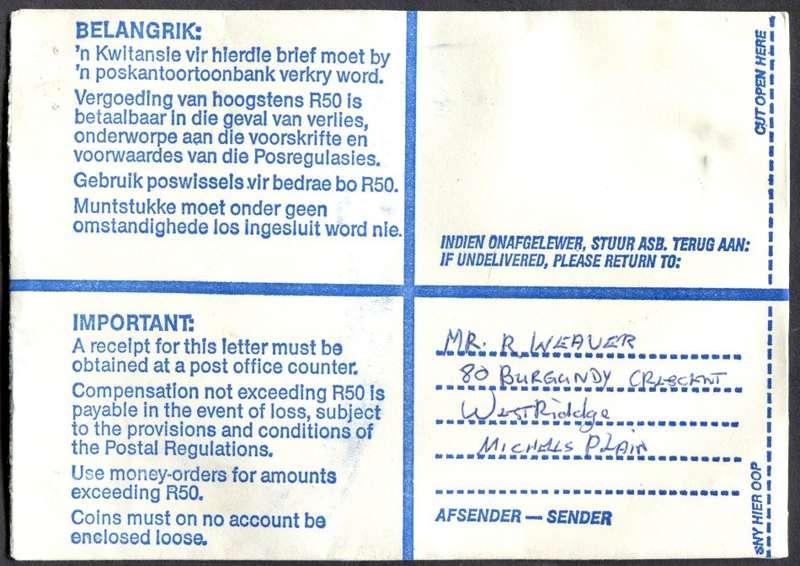 BELANGRIK:
'n Kwitansie vir hierdie brief moet by
'n poskantoortoonbank verkry word.
Vergoeding van hoogstens R50 is
betaalbaar in die geval van verlies,
onderworpe aan die voorskrifte en
voorwaardes van die Posregulasies.
Gebruik poswissels vir bedrae bo R50.
Muntstukke moet onder geen
omstandighede los ingesluit word nie.
INDIEN ONAFGELEWER, STUUR ASB. TERUG AAN:
IF UNDELIVERED, PLEASE RETURN TO:
CUT OPEN HERE
IMPORTANT:
A receipt for this letter must be
obtained at a post office counter.
Compensation not exceeding R50 is
payable in the event of loss, subject
to the provisions and conditions of
the Postal Regulations.
Use money-orders for amounts
exceeding R50.
Coins must on no account be
enclosed loose.
MR. R. WEAVER
80 BURGUNDY CRESCENT
WestRiddge
MICHELLS PLAIN
AFSENDER — SENDER
SNY HIER OOP